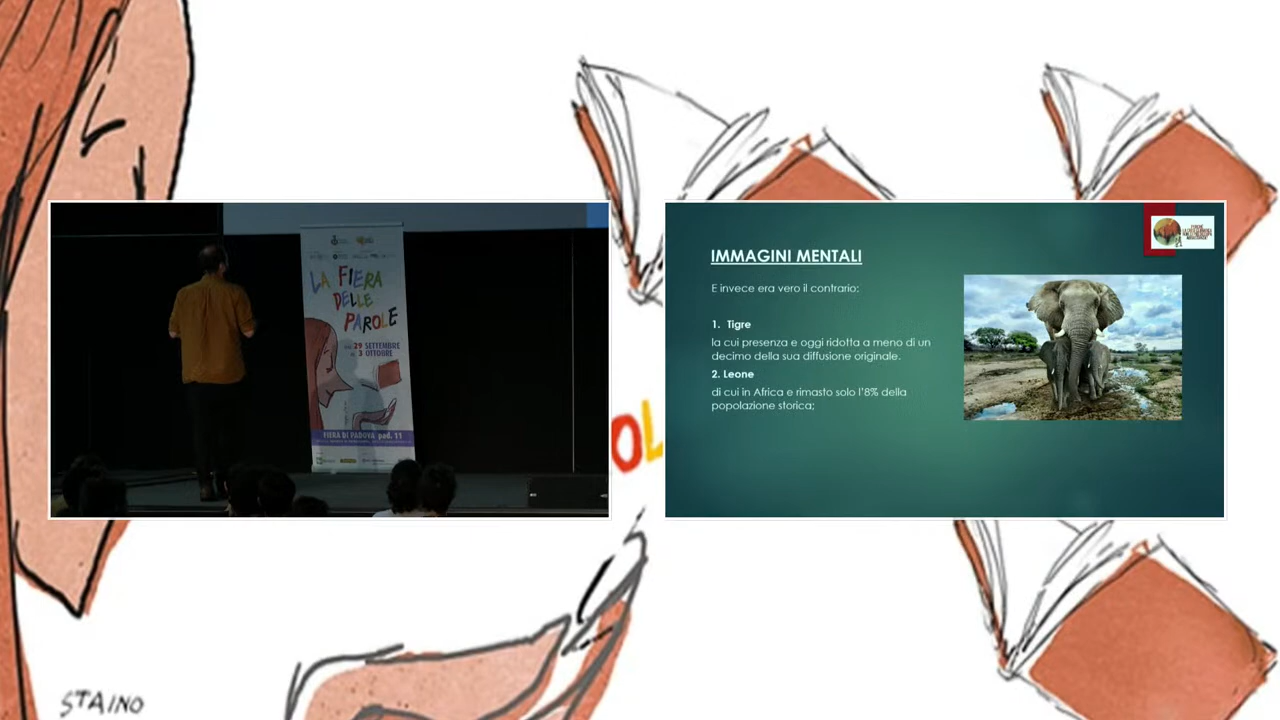 LA FIERA
DELLE
PAROLE
29 SETTEMBRE
3 OTTOBRE
FIERA DI PADOVA pad. 11
OL
IMMAGINI MENTALI
E invece era vero il contrario:
1. Tigre
la cui presenza e oggi ridotta a meno di un
decimo della sua diffusione originale.
2. Leone
di cui in Africa e rimasto solo l'8% della
popolazione storica;
STAINO